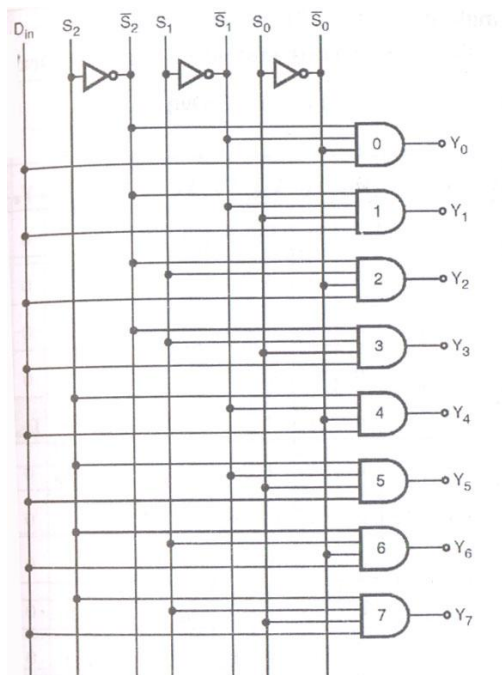 D_in S₂ S̅₂ S₁ S̅₁ S₀ S̅₀
0 Y₀
1 Y₁
2 Y₂
3 Y₃
4 Y₄
5 Y₅
6 Y₆
7 Y₇